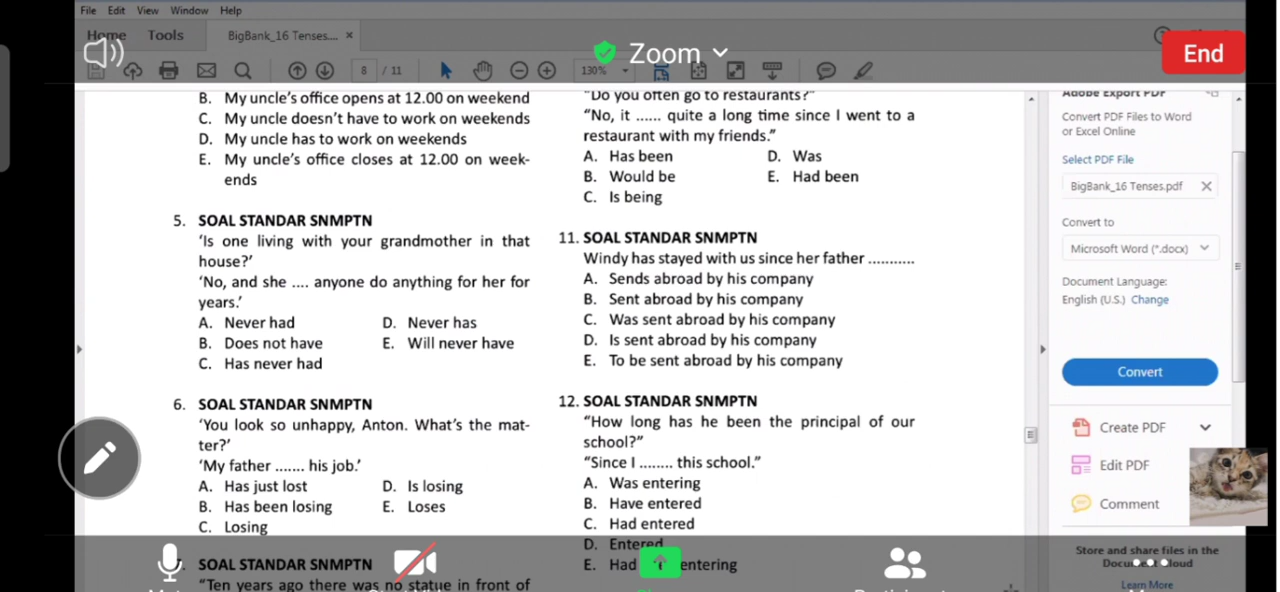 File Edit View Window Help
Home Tools BigBank_16 Tenses.... ×
Zoom
End
8 / 11
130%
B. My uncle's office opens at 12.00 on weekend
C. My uncle doesn't have to work on weekends
D. My uncle has to work on weekends
E. My uncle's office closes at 12.00 on week-
ends
5. SOAL STANDAR SNMPTN
'Is one living with your grandmother in that
house?'
'No, and she .... anyone do anything for her for
years.'
A. Never had
D. Never has
B. Does not have
E. Will never have
C. Has never had
6. SOAL STANDAR SNMPTN
'You look so unhappy, Anton. What's the mat-
ter?'
'My father ....... his job.'
A. Has just lost
D. Is losing
B. Has been losing
E. Loses
C. Losing
SOAL STANDAR SNMPTN
"Ten years ago there was no statue in front of
"Do you often go to restaurants?"
"No, it ...... quite a long time since I went to a
restaurant with my friends."
A. Has been
D. Was
B. Would be
E. Had been
C. Is being
11. SOAL STANDAR SNMPTN
Windy has stayed with us since her father ...........
A. Sends abroad by his company
B. Sent abroad by his company
C. Was sent abroad by his company
D. Is sent abroad by his company
E. To be sent abroad by his company
12. SOAL STANDAR SNMPTN
"How long has he been the principal of our
school?"
"Since I ........ this school."
A. Was entering
B. Have entered
C. Had entered
D. Entered
E. Had entering
Adobe Export PDF
Convert PDF Files to Word
or Excel Online
Select PDF File
BigBank_16 Tenses.pdf ×
Convert to
Microsoft Word (*.docx)
Document Language:
English (U.S.) Change
Convert
Create PDF
Edit PDF
Comment
Store and share files in the
Document Cloud
Learn More